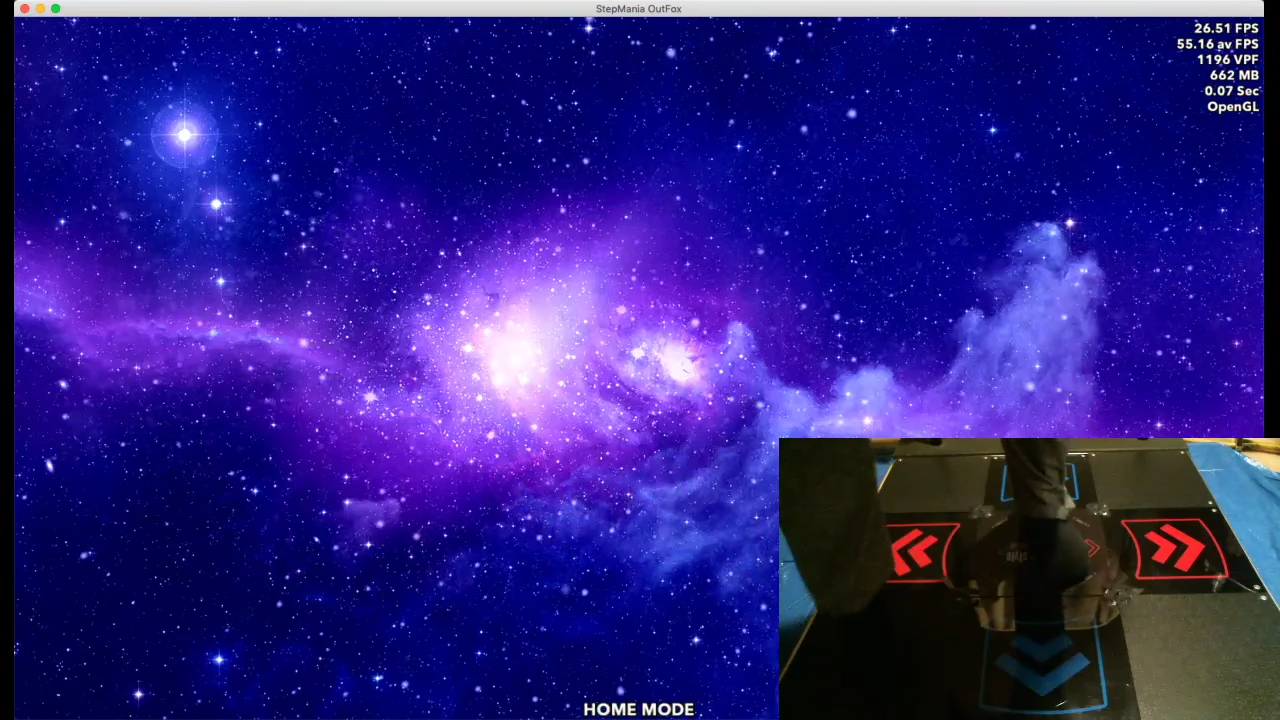 StepMania OutFox
26.51 FPS
55.16 av FPS
1196 VPF
662 MB
0.07 Sec
OpenGL
HOME MODE